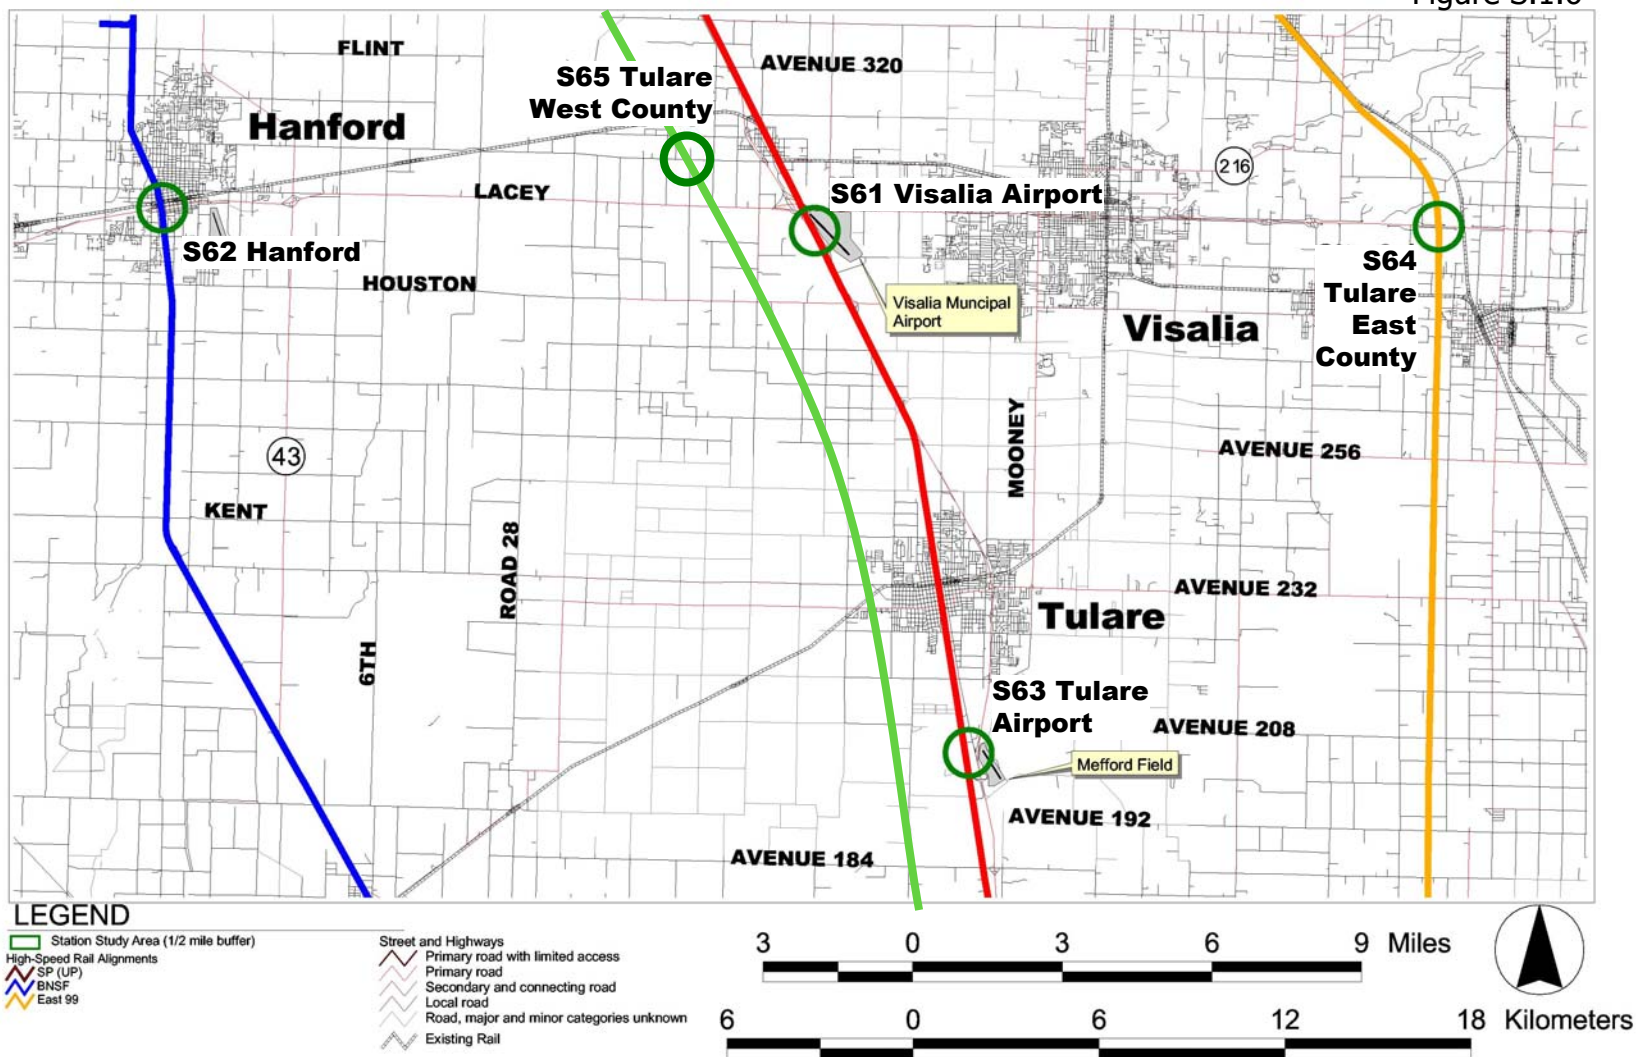 FLINT
AVENUE 320
S65 Tulare
West County
Hanford
216
LACEY
S61 Visalia Airport
S62 Hanford
HOUSTON
S64
Tulare
East
County
Visalia Muncipal
Airport
Visalia
MOONEY
AVENUE 256
43
KENT
ROAD 28
AVENUE 232
Tulare
6TH
S63 Tulare
Airport
AVENUE 208
Mefford Field
AVENUE 192
AVENUE 184
LEGEND
Station Study Area (1/2 mile buffer)
High-Speed Rail Alignments
SP (UP)
BNSF
East 99
Street and Highways
Primary road with limited access
Primary road
Secondary and connecting road
Local road
Road, major and minor categories unknown
Existing Rail
3 0 3 6 9 Miles
6 0 6 12 18 Kilometers